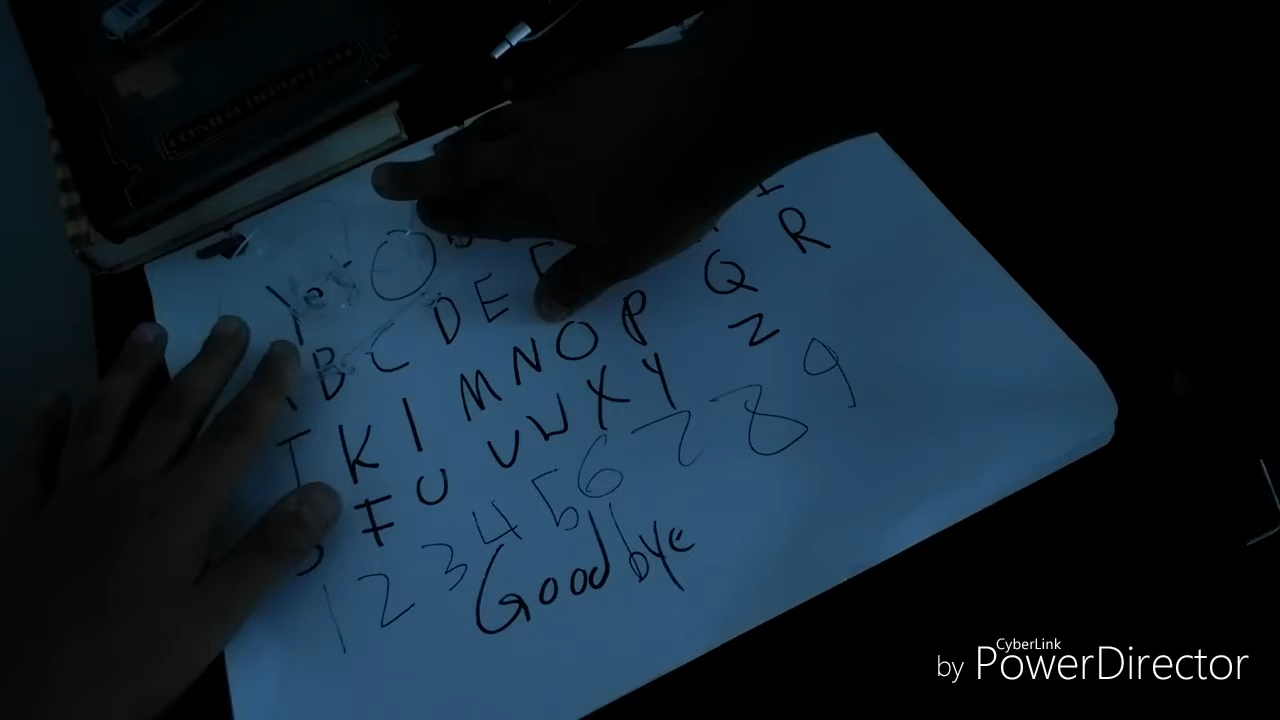 Yes O
A B C D E
J K l M N O P Q R
S T U V W X Y Z
1 2 3 4 5 6 7 8 9
Goodbye
CyberLink
by PowerDirector